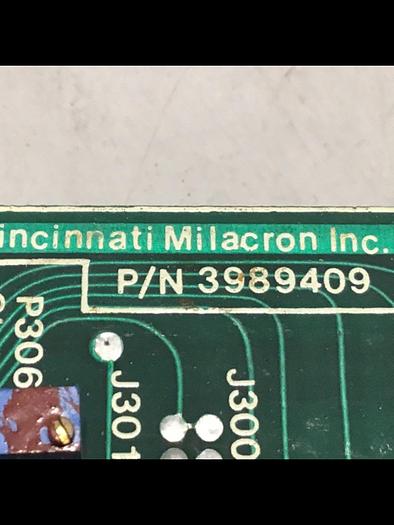 incinnati Milacron Inc.
P/N 3989409
P306
J301
J300